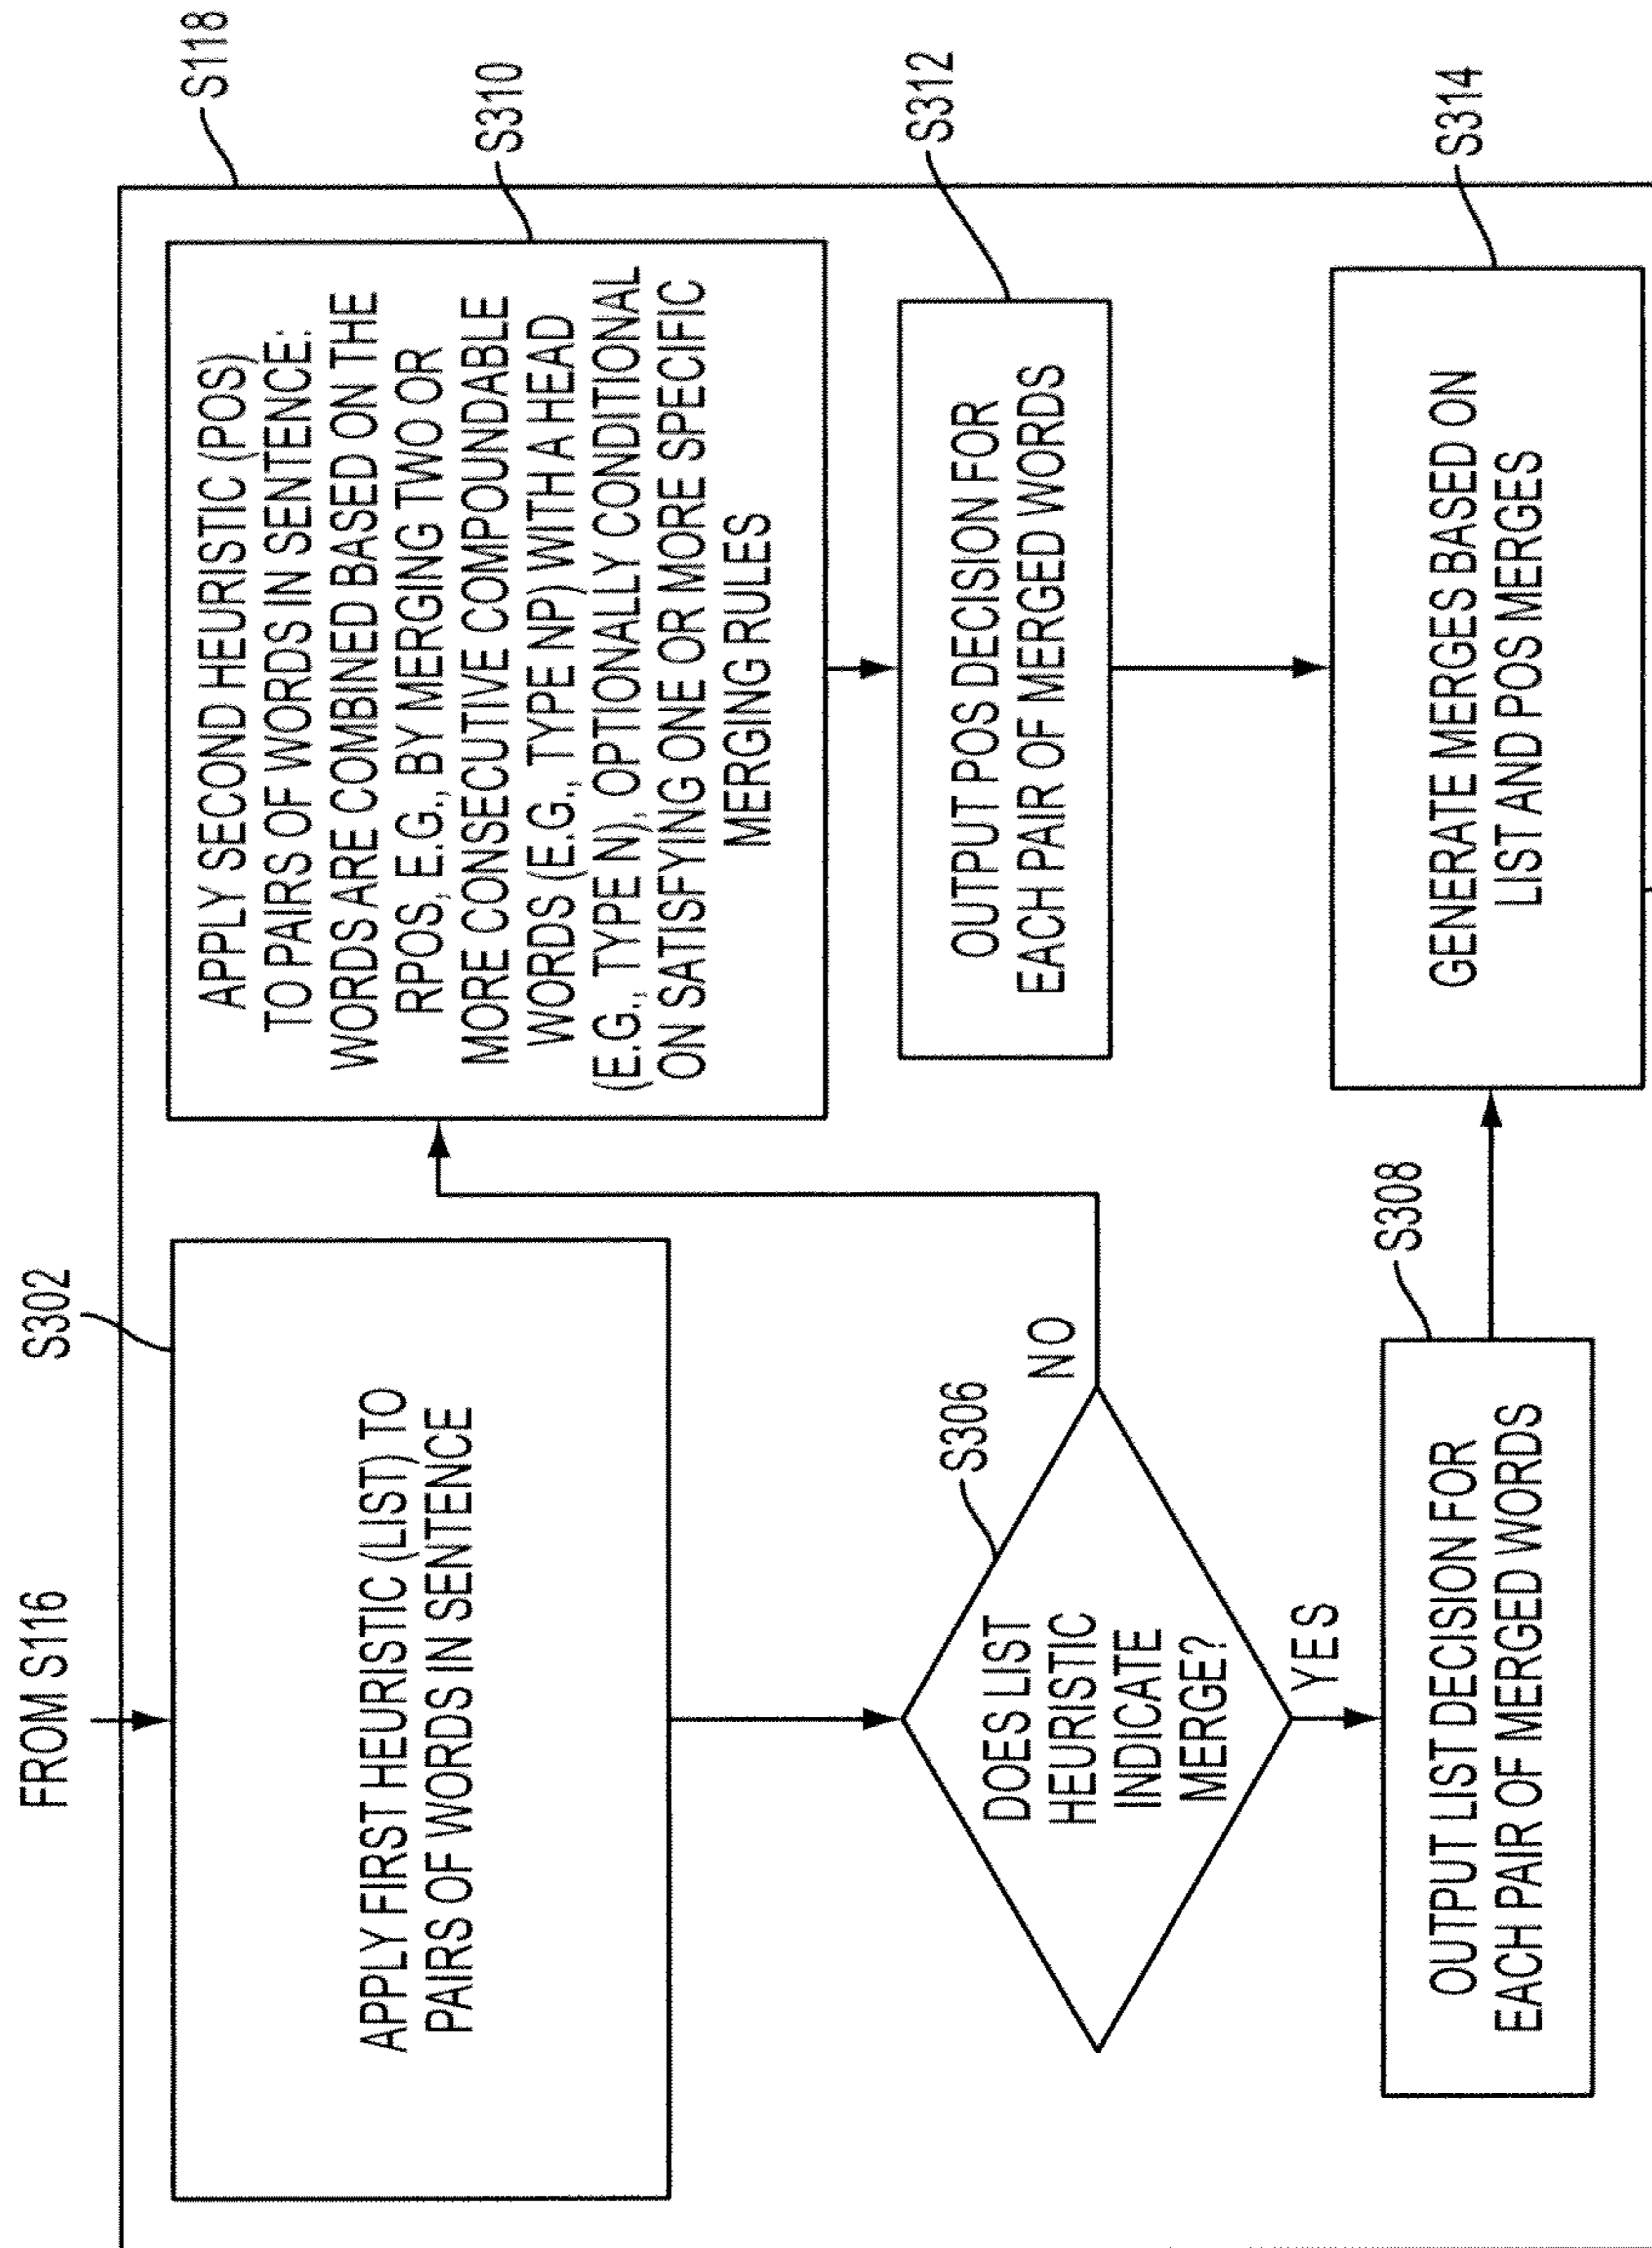 FROM S116
S302
S118
APPLY FIRST HEURISTIC (LIST) TO
PAIRS OF WORDS IN SENTENCE
S306
DOES LIST
HEURISTIC
INDICATE
MERGE?
NO
YES
S308
OUTPUT LIST DECISION FOR
EACH PAIR OF MERGED WORDS
S310
APPLY SECOND HEURISTIC (POS)
TO PAIRS OF WORDS IN SENTENCE:
WORDS ARE COMBINED BASED ON THE
RPOS, E.G., BY MERGING TWO OR
MORE CONSECUTIVE COMPOUNDABLE
WORDS (E.G., TYPE NP) WITH A HEAD
(E.G., TYPE N), OPTIONALLY CONDITIONAL
ON SATISFYING ONE OR MORE SPECIFIC
MERGING RULES
S312
OUTPUT POS DECISION FOR
EACH PAIR OF MERGED WORDS
S314
GENERATE MERGES BASED ON
LIST AND POS MERGES